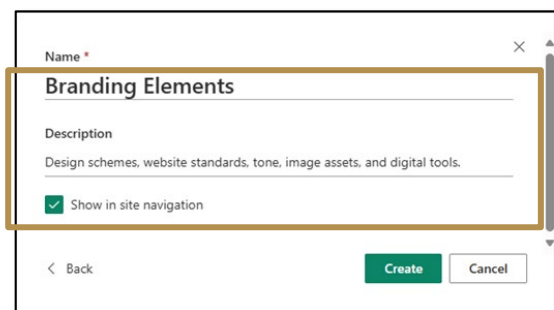 Name *
Branding Elements
Description
Design schemes, website standards, tone, image assets, and digital tools.
Show in site navigation
Back
Create
Cancel